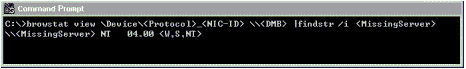 Command Prompt
C:\>browstat view \Device\<Protocol>_<NIC-ID> \\<DMB> |findstr /i <MissingServer>
\\<MissingServer> NT 04.00 <W,S,NT>